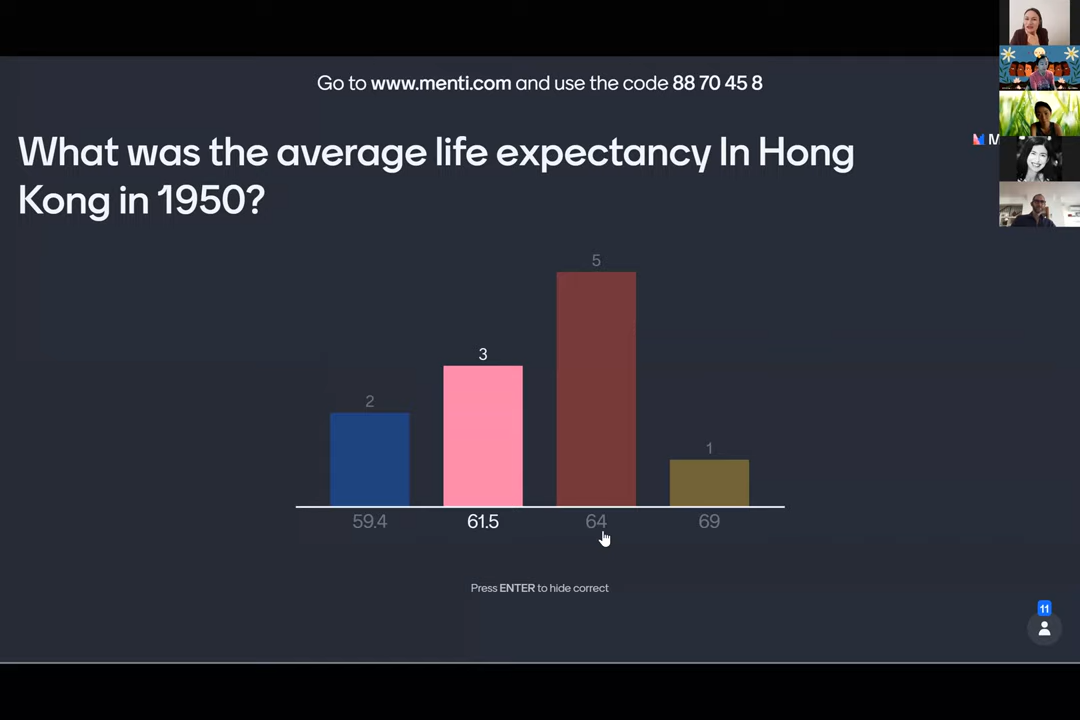 Go to www.menti.com and use the code 88 70 45 8
What was the average life expectancy In Hong
Kong in 1950?
M
2
3
5
1
59.4
61.5
64
69
Press ENTER to hide correct
11